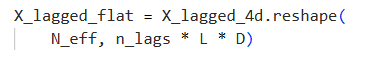 X_lagged_flat = X_lagged_4d.reshape(
    N_eff, n_lags * L * D)